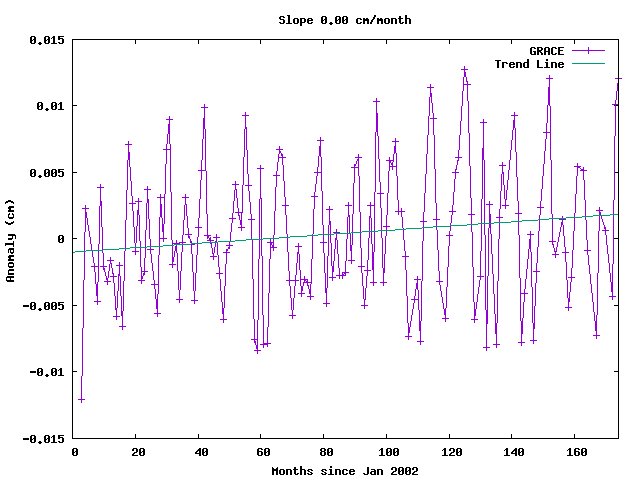 Slope 0.00 cm/month
GRACE
Trend Line
Anomaly (cm)
0.015
0.01
0.005
0
-0.005
-0.01
-0.015
0 20 40 60 80 100 120 140 160
Months since Jan 2002